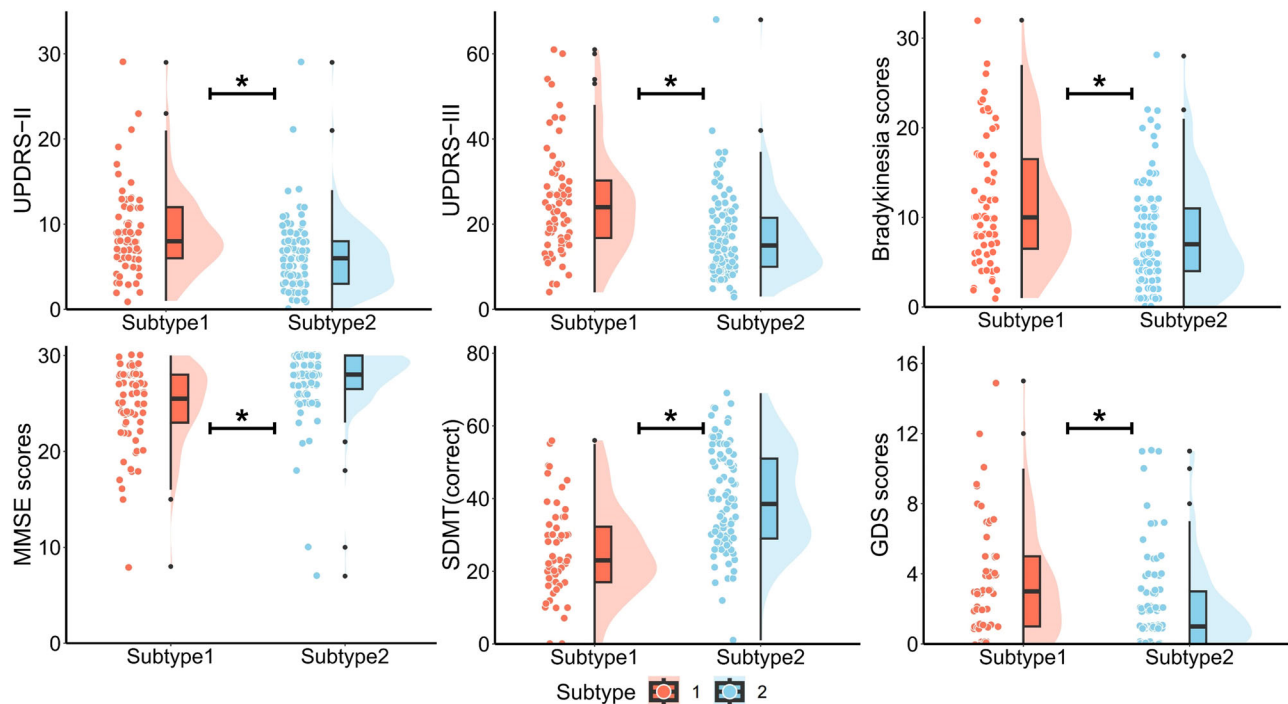 UPDRS-II
30
20
10
0
*
Subtype1 Subtype2
UPDRS-III
60
40
20
0
*
Subtype1 Subtype2
Bradykinesia scores
30
20
10
0
*
Subtype1 Subtype2
MMSE scores
30
20
10
0
*
Subtype1 Subtype2
SDMT(correct)
80
60
40
20
0
*
Subtype1 Subtype2
GDS scores
16
12
8
4
0
*
Subtype1 Subtype2
Subtype 1 2